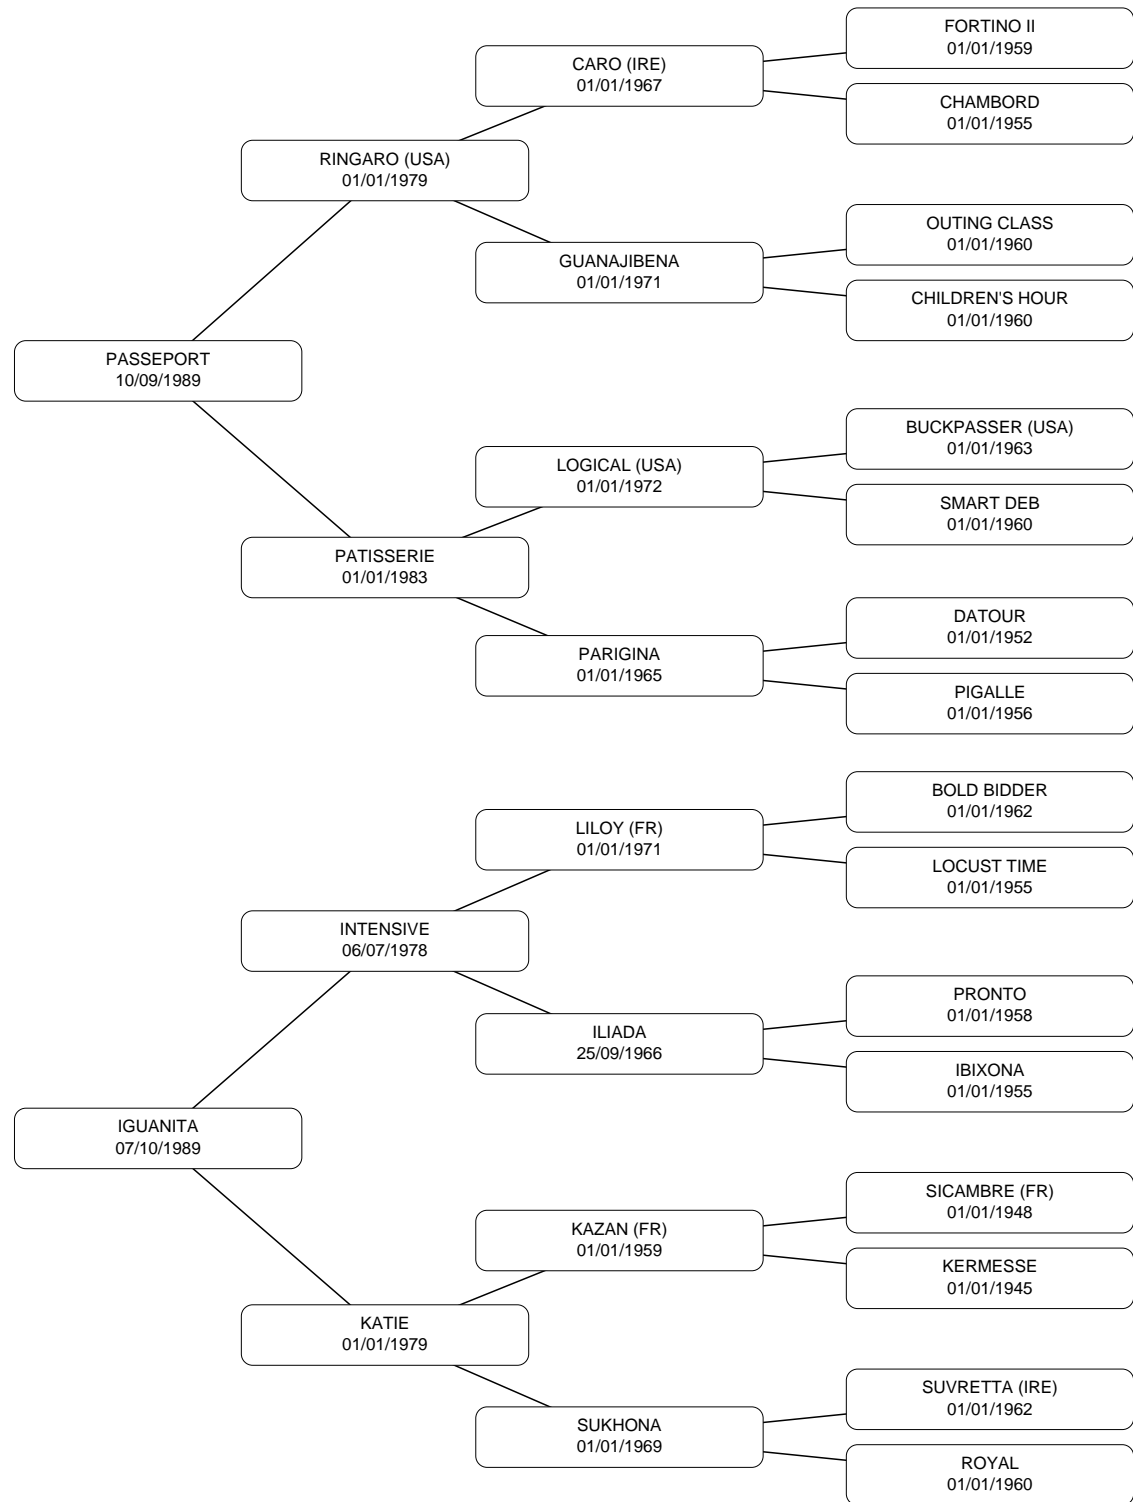 FORTINO II
01/01/1959
CARO (IRE)
01/01/1967
CHAMBORD
01/01/1955
RINGARO (USA)
01/01/1979
OUTING CLASS
01/01/1960
GUANAJIBENA
01/01/1971
CHILDREN'S HOUR
01/01/1960
PASSEPORT
10/09/1989
BUCKPASSER (USA)
01/01/1963
LOGICAL (USA)
01/01/1972
SMART DEB
01/01/1960
PATISSERIE
01/01/1983
DATOUR
01/01/1952
PARIGINA
01/01/1965
PIGALLE
01/01/1956
BOLD BIDDER
01/01/1962
LILOY (FR)
01/01/1971
LOCUST TIME
01/01/1955
INTENSIVE
06/07/1978
PRONTO
01/01/1958
ILIADA
25/09/1966
IBIXONA
01/01/1955
IGUANITA
07/10/1989
SICAMBRE (FR)
01/01/1948
KAZAN (FR)
01/01/1959
KERMESSE
01/01/1945
KATIE
01/01/1979
SUVRETTA (IRE)
01/01/1962
SUKHONA
01/01/1969
ROYAL
01/01/1960